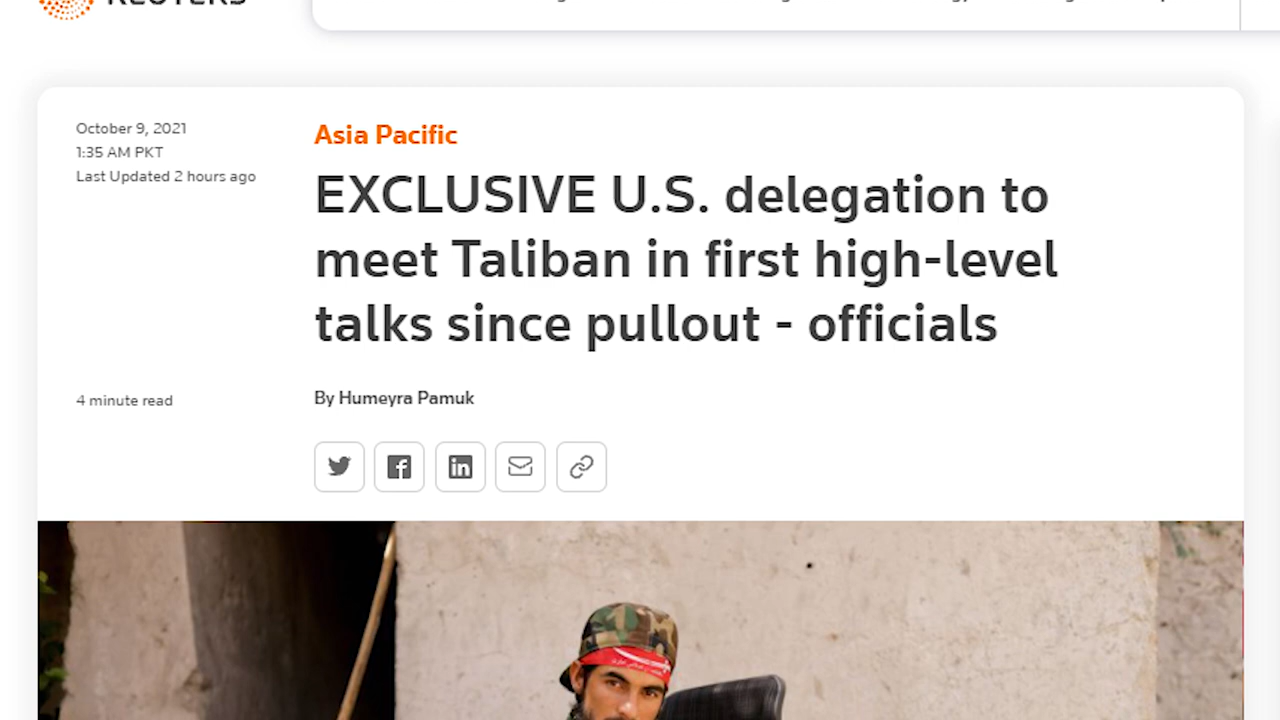 REUTERS
October 9, 2021
1:35 AM PKT
Last Updated 2 hours ago
Asia Pacific
EXCLUSIVE U.S. delegation to
meet Taliban in first high-level
talks since pullout - officials
4 minute read
By Humeyra Pamuk